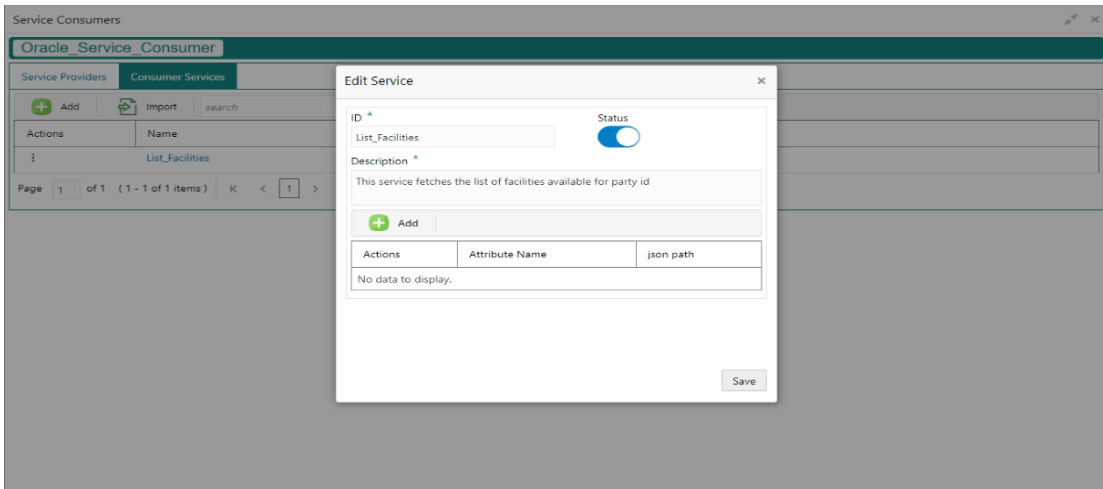 Service Consumers
Oracle_Service_Consumer
Service Providers Consumer Services
Add Import search
Actions Name
List_Facilities
Page 1 of 1 (1 - 1 of 1 items) K < 1 >
Edit Service ×
ID * Status
List_Facilities
Description *
This service fetches the list of facilities available for party id
Add
Actions Attribute Name json path
No data to display.
Save